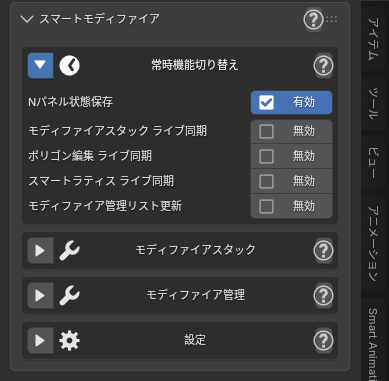 スマートモディファイア
常時機能切り替え
Nパネル状態保存 有効
モディファイアスタック ライブ同期 無効
ポリゴン編集 ライブ同期 無効
スマートラティス ライブ同期 無効
モディファイア管理リスト更新 無効
モディファイアスタック
モディファイア管理
設定
アイテム
ツール
ビュー
アニメーション
Smart Animati